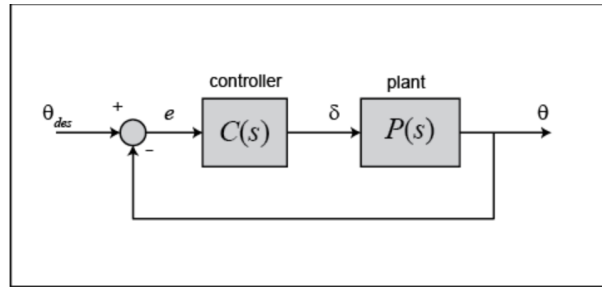 controller
plant
θdes
+
e
C(s)
δ
P(s)
θ
−